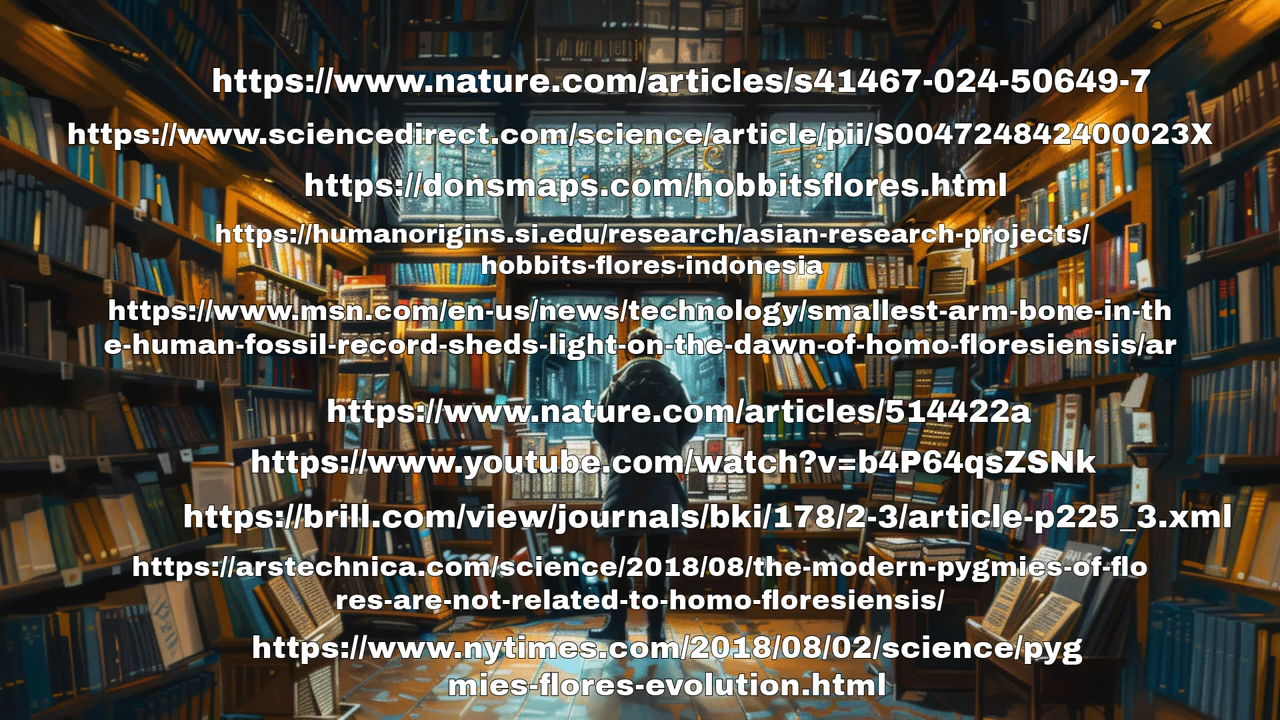 https://www.nature.com/articles/s41467-024-50649-7
https://www.sciencedirect.com/science/article/pii/S004724842400023X
https://donsmaps.com/hobbitsflores.html
https://humanorigins.si.edu/research/asian-research-projects/
hobbits-flores-indonesia
https://www.msn.com/en-us/news/technology/smallest-arm-bone-in-th
e-human-fossil-record-sheds-light-on-the-dawn-of-homo-floresiensis/ar
https://www.nature.com/articles/514422a
https://www.youtube.com/watch?v=b4P64qsZSNk
https://brill.com/view/journals/bki/178/2-3/article-p225_3.xml
https://arstechnica.com/science/2018/08/the-modern-pygmies-of-flo
res-are-not-related-to-homo-floresiensis/
https://www.nytimes.com/2018/08/02/science/pyg
mies-flores-evolution.html